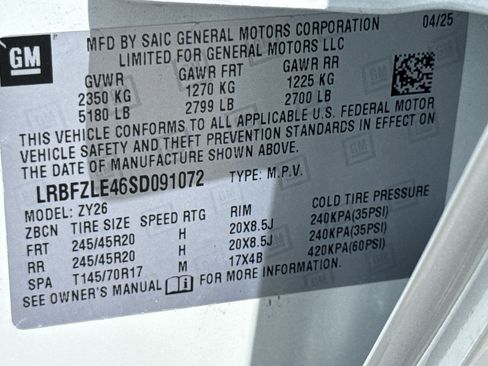 GM
MFD BY SAIC GENERAL MOTORS CORPORATION 04/25
LIMITED FOR GENERAL MOTORS LLC
GVWR GAWR FRT GAWR RR
2350 KG 1270 KG 1225 KG
5180 LB 2799 LB 2700 LB
THIS VEHICLE CONFORMS TO ALL APPLICABLE U.S. FEDERAL MOTOR
VEHICLE SAFETY AND THEFT PREVENTION STANDARDS IN EFFECT ON
THE DATE OF MANUFACTURE SHOWN ABOVE.
LRBFZLE46SD091072 TYPE: M.P.V.
MODEL: ZY26
ZBCN TIRE SIZE SPEED RTG RIM COLD TIRE PRESSURE
FRT 245/45R20 H 20X8.5J 240KPA(35PSI)
RR 245/45R20 H 20X8.5J 240KPA(35PSI)
SPA T145/70R17 M 17X4B 420KPA(60PSI)
SEE OWNER'S MANUAL FOR MORE INFORMATION.